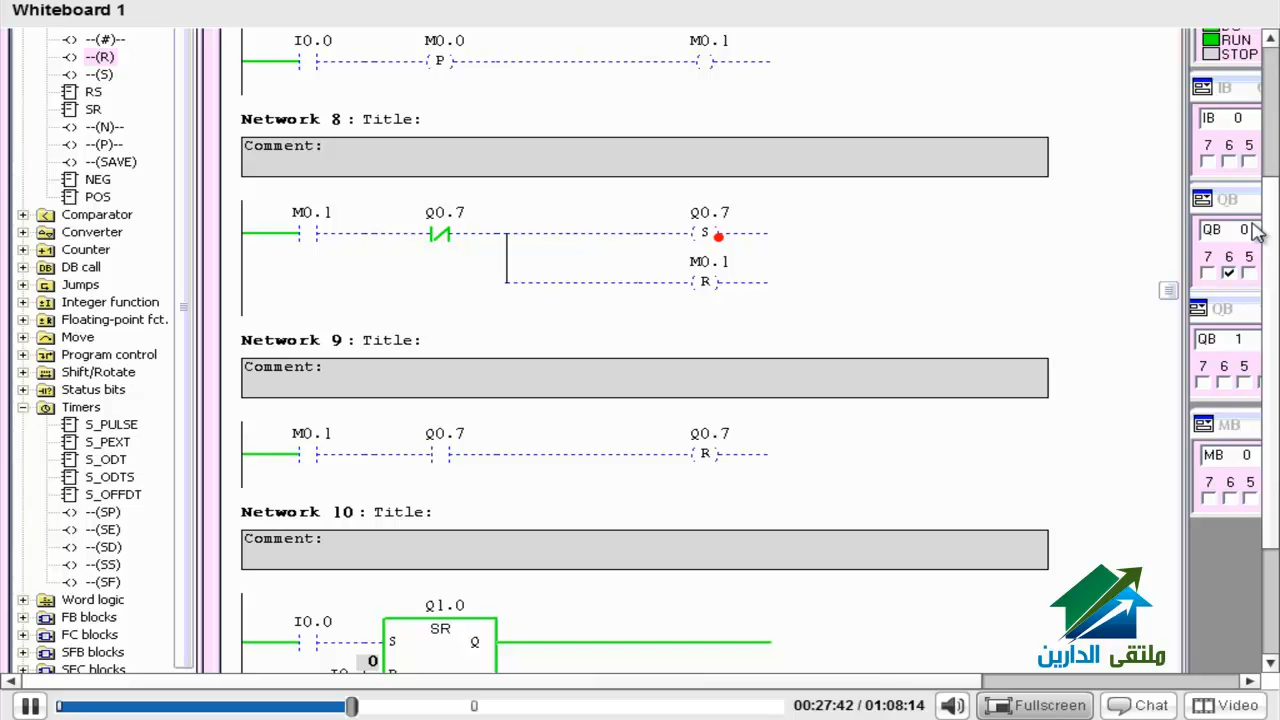 Whiteboard 1
--(#)--
--(R)
--(S)
RS
SR
--(N)--
--(P)--
--(SAVE)
NEG
POS
Comparator
Converter
Counter
DB call
Jumps
Integer function
Floating-point fct.
Move
Program control
Shift/Rotate
Status bits
Timers
S_PULSE
S_PEXT
S_ODT
S_ODTS
S_OFFDT
--(SP)
--(SE)
--(SD)
--(SS)
--(SF)
Word logic
FB blocks
FC blocks
SFB blocks
SFC blocks
I0.0 M0.0 M0.1
P
Network 8 : Title:
Comment:
M0.1 Q0.7 Q0.7
S
M0.1
R
Network 9 : Title:
Comment:
M0.1 Q0.7 Q0.7
R
Network 10 : Title:
Comment:
Q1.0
I0.0 SR
S Q
0
RUN
STOP
IB
IB 0
7 6 5
QB
QB 0
7 6 5
QB
QB 1
7 6 5
MB
MB 0
7 6 5
ملتقى الدارين
0 00:27:42 / 01:08:14 Fullscreen Chat Video